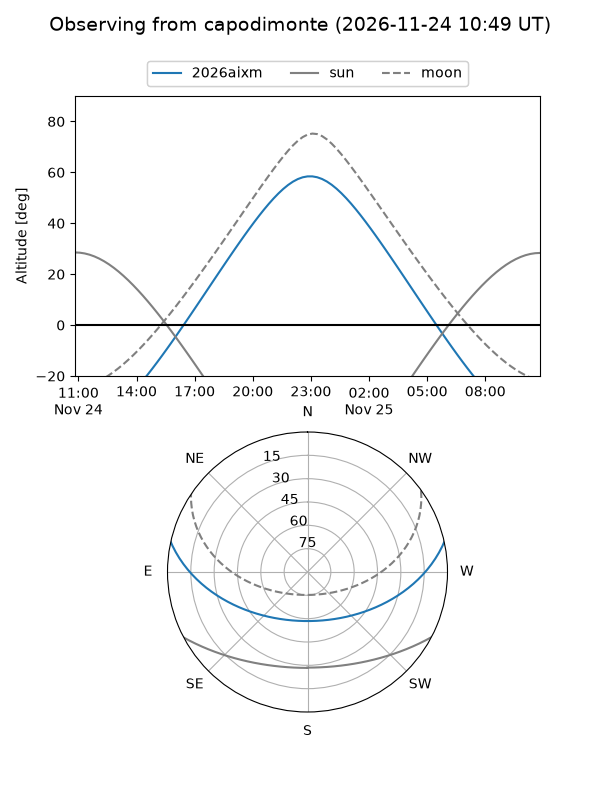 Observing from capodimonte (2026-11-24 10:49 UT)
2026aixm sun moon
Altitude [deg]
80
60
40
20
0
−20
11:00 14:00 17:00 20:00 23:00 02:00 05:00 08:00
Nov 24 Nov 25
N
NE NW
15
30
45
60
75
E W
SE SW
S